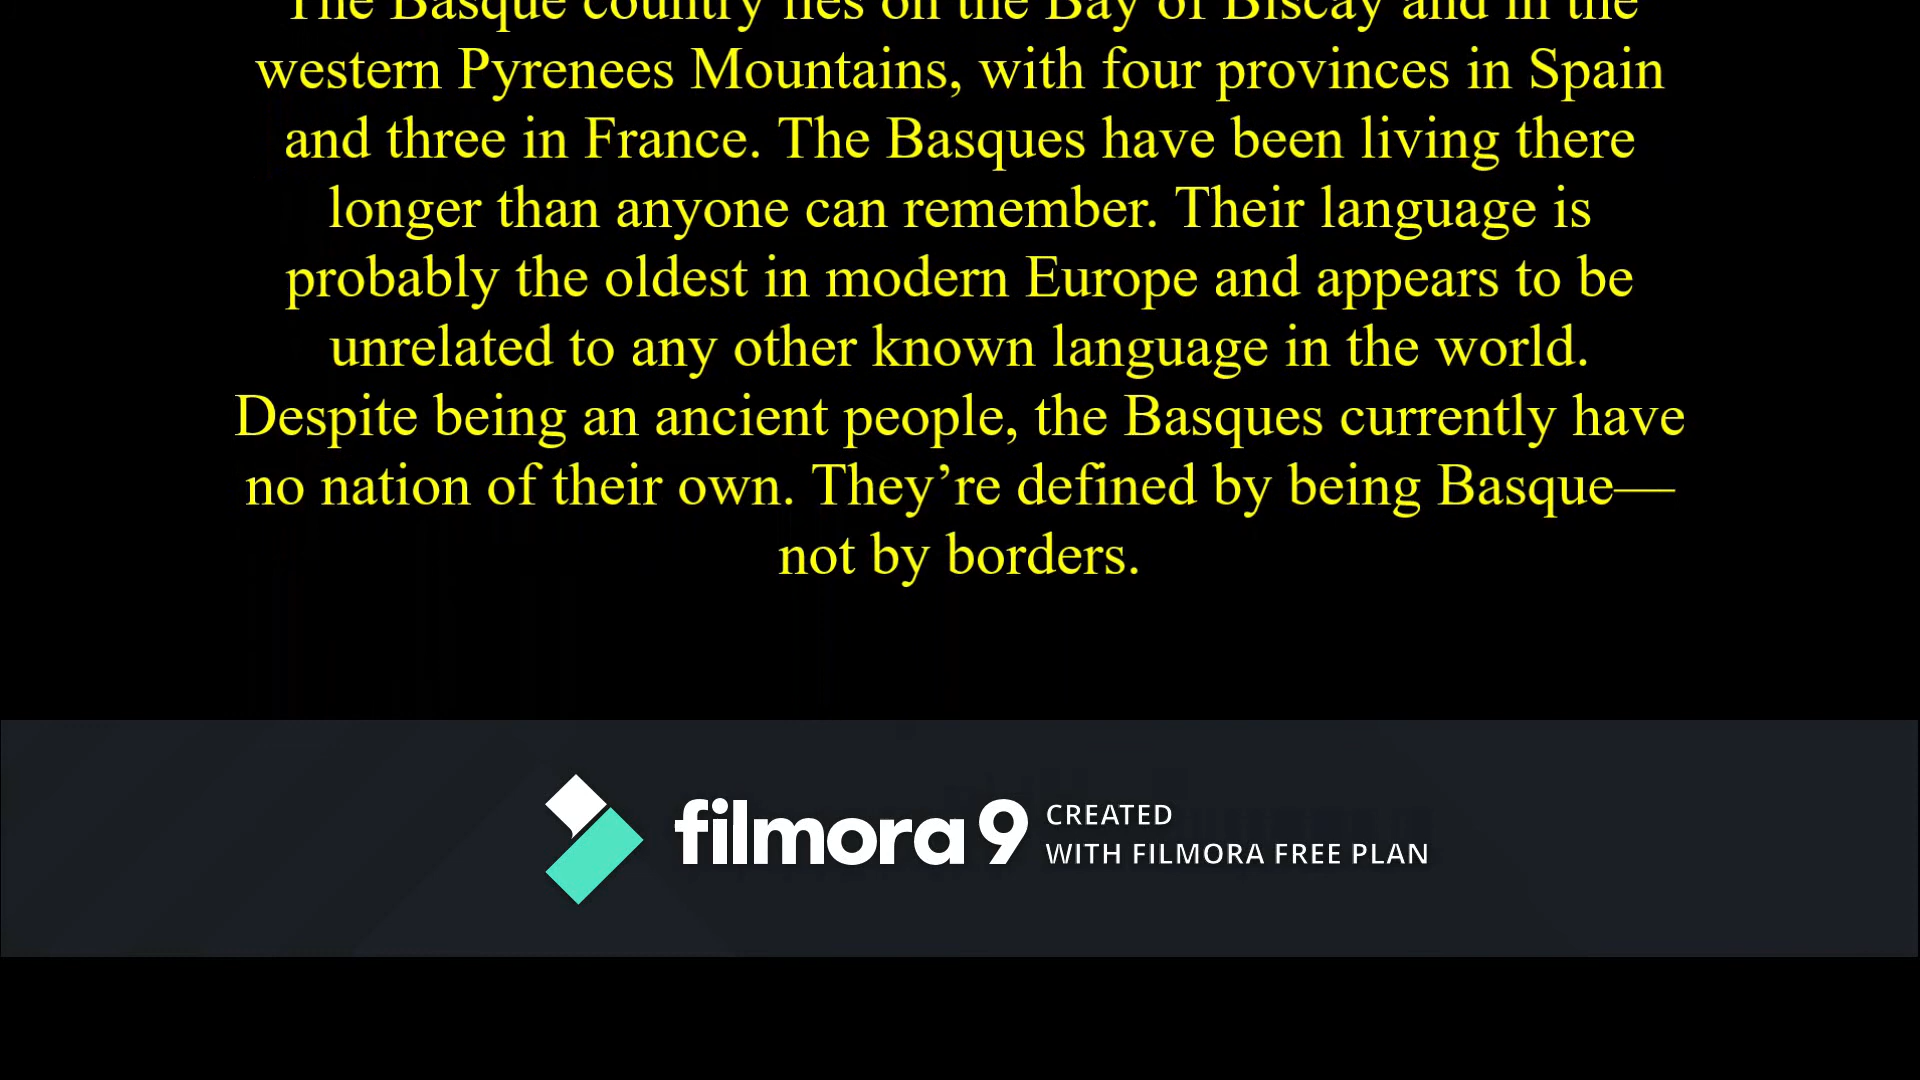 The Basque country lies on the Bay of Biscay and in the
western Pyrenees Mountains, with four provinces in Spain
and three in France. The Basques have been living there
longer than anyone can remember. Their language is
probably the oldest in modern Europe and appears to be
unrelated to any other known language in the world.
Despite being an ancient people, the Basques currently have
no nation of their own. They’re defined by being Basque—
not by borders.
filmora 9 CREATED
WITH FILMORA FREE PLAN